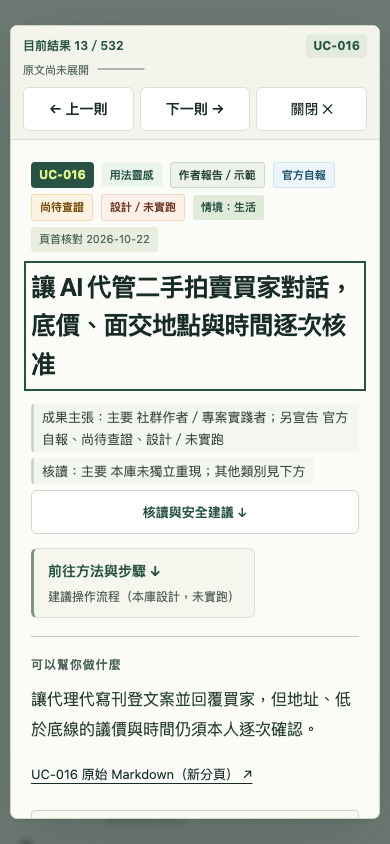 目前結果 13 / 532
UC-016
原文尚未展開
← 上一則
下一則 →
關閉 ✕
UC-016
用法靈感
作者報告 / 示範
官方自報
尚待查證
設計 / 未實跑
情境：生活
頁首核對 2026-10-22
讓 AI 代管二手拍賣買家對話，
底價、面交地點與時間逐次核
准
成果主張：主要 社群作者 / 專案實踐者；另宣告 官方
自報、尚待查證、設計 / 未實跑
核讀：主要 本庫未獨立重現；其他類別見下方
核讀與安全建議 ↓
前往方法與步驟 ↓
建議操作流程（本庫設計，未實跑）
可以幫你做什麼
讓代理代寫刊登文案並回覆買家，但地址、低
於底線的議價與時間仍須本人逐次確認。
UC-016 原始 Markdown（新分頁） ↗